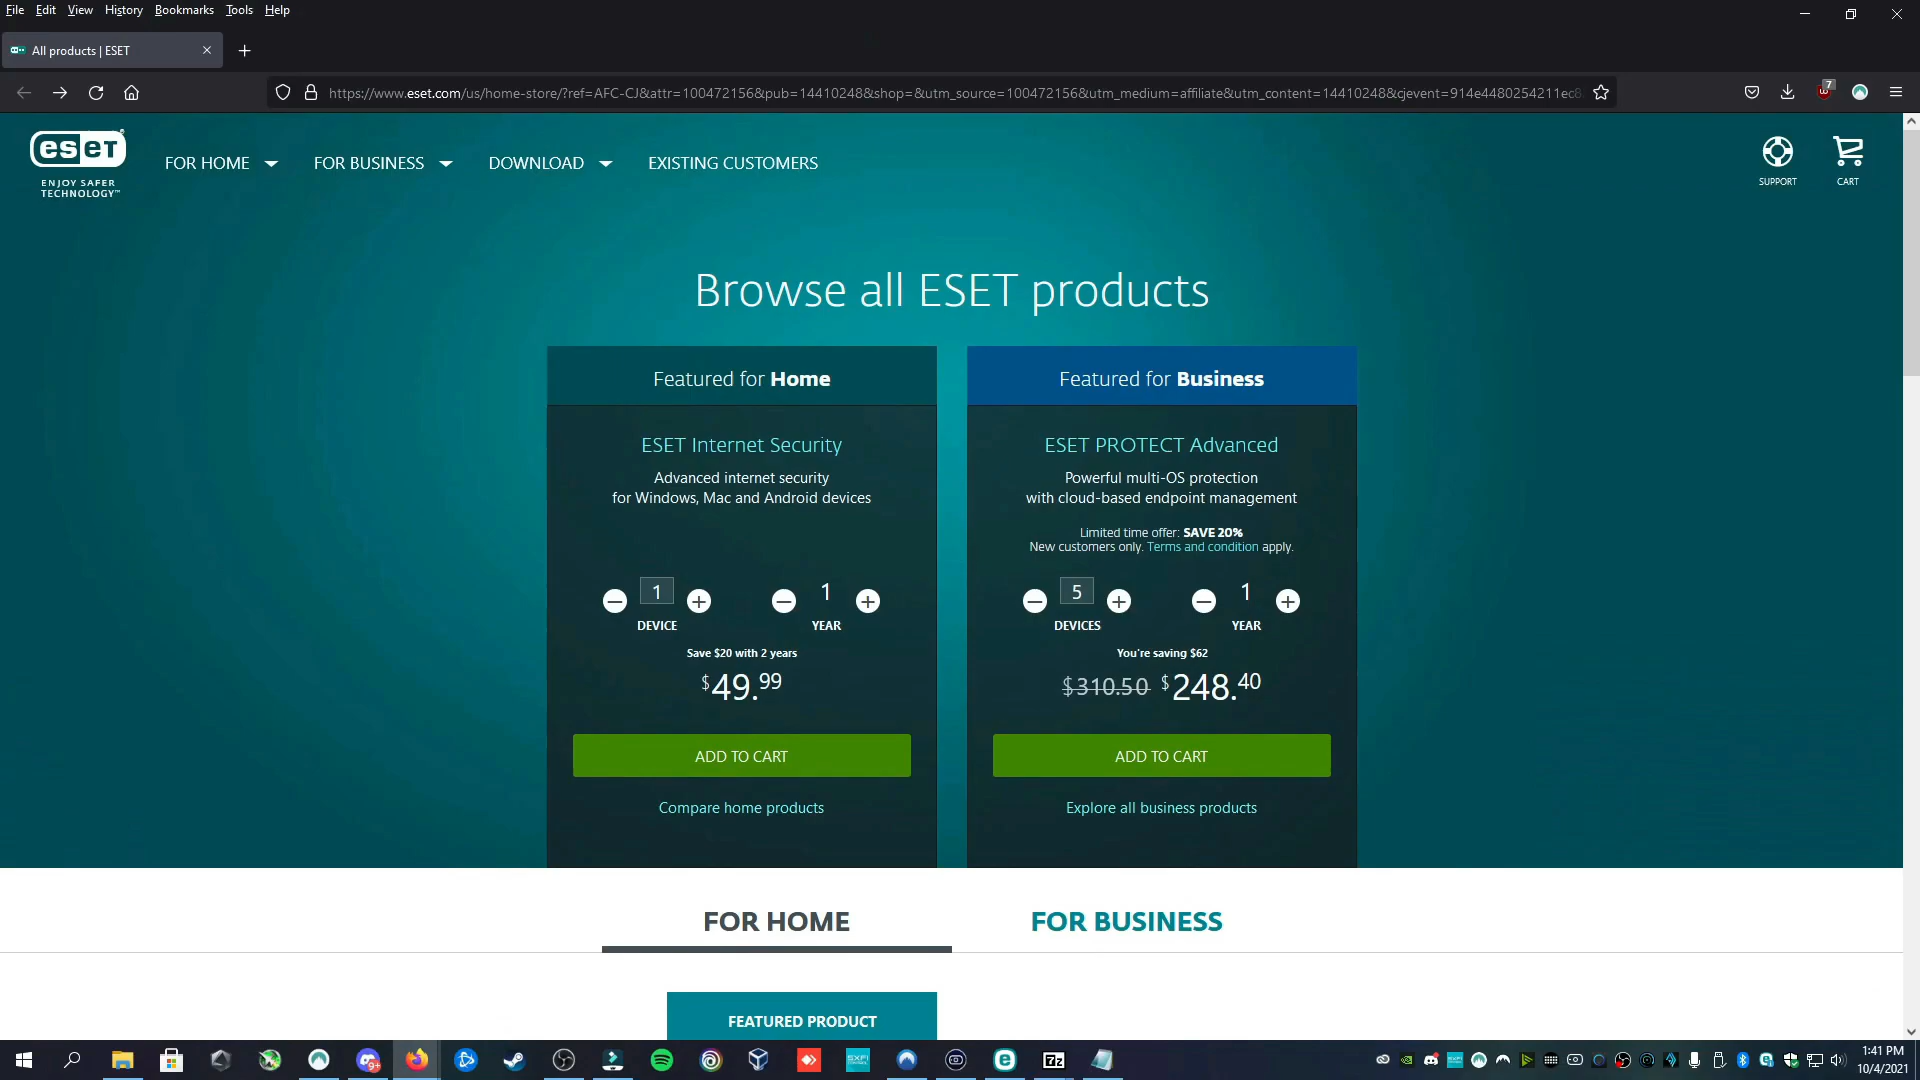 File Edit View History Bookmarks Tools Help
All products | ESET
https://www.eset.com/us/home-store/?ref=AFC-CJ&attr=100472156&pub=14410248&shop=&utm_source=100472156&utm_medium=affiliate&utm_content=14410248&cjevent=914e4480254211ec8
7
eseT
ENJOY SAFER
TECHNOLOGY™
FOR HOME
FOR BUSINESS
DOWNLOAD
EXISTING CUSTOMERS
SUPPORT
CART
Browse all ESET products
Featured for Home
ESET Internet Security
Advanced internet security
for Windows, Mac and Android devices
1
DEVICE
1
YEAR
Save $20 with 2 years
$49.99
ADD TO CART
Compare home products
Featured for Business
ESET PROTECT Advanced
Powerful multi-OS protection
with cloud-based endpoint management
Limited time offer: SAVE 20%
New customers only. Terms and condition apply.
5
DEVICES
1
YEAR
You're saving $62
$310.50 $248.40
ADD TO CART
Explore all business products
FOR HOME
FOR BUSINESS
FEATURED PRODUCT
9+
7z
1:41 PM
10/4/2021